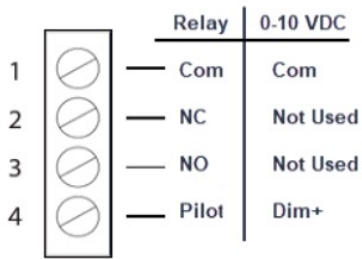 Relay 0-10 VDC
1 Com Com
2 NC Not Used
3 NO Not Used
4 Pilot Dim+